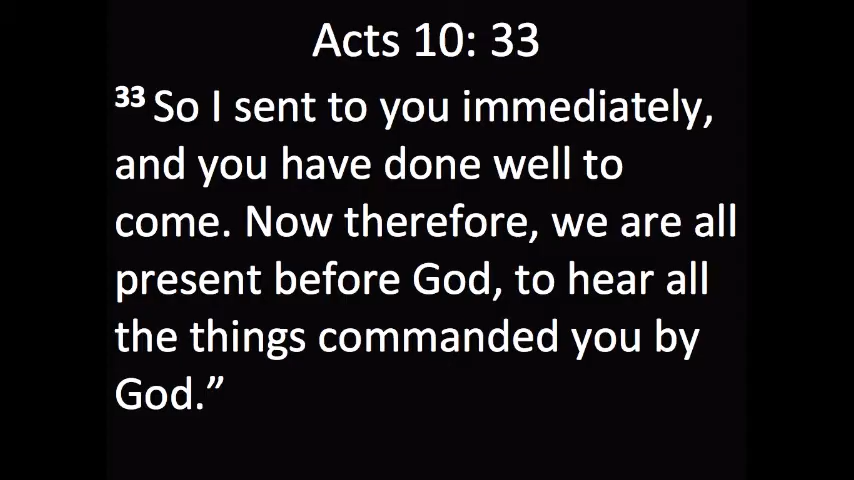 Acts 10: 33
33 So I sent to you immediately,
and you have done well to
come. Now therefore, we are all
present before God, to hear all
the things commanded you by
God.”